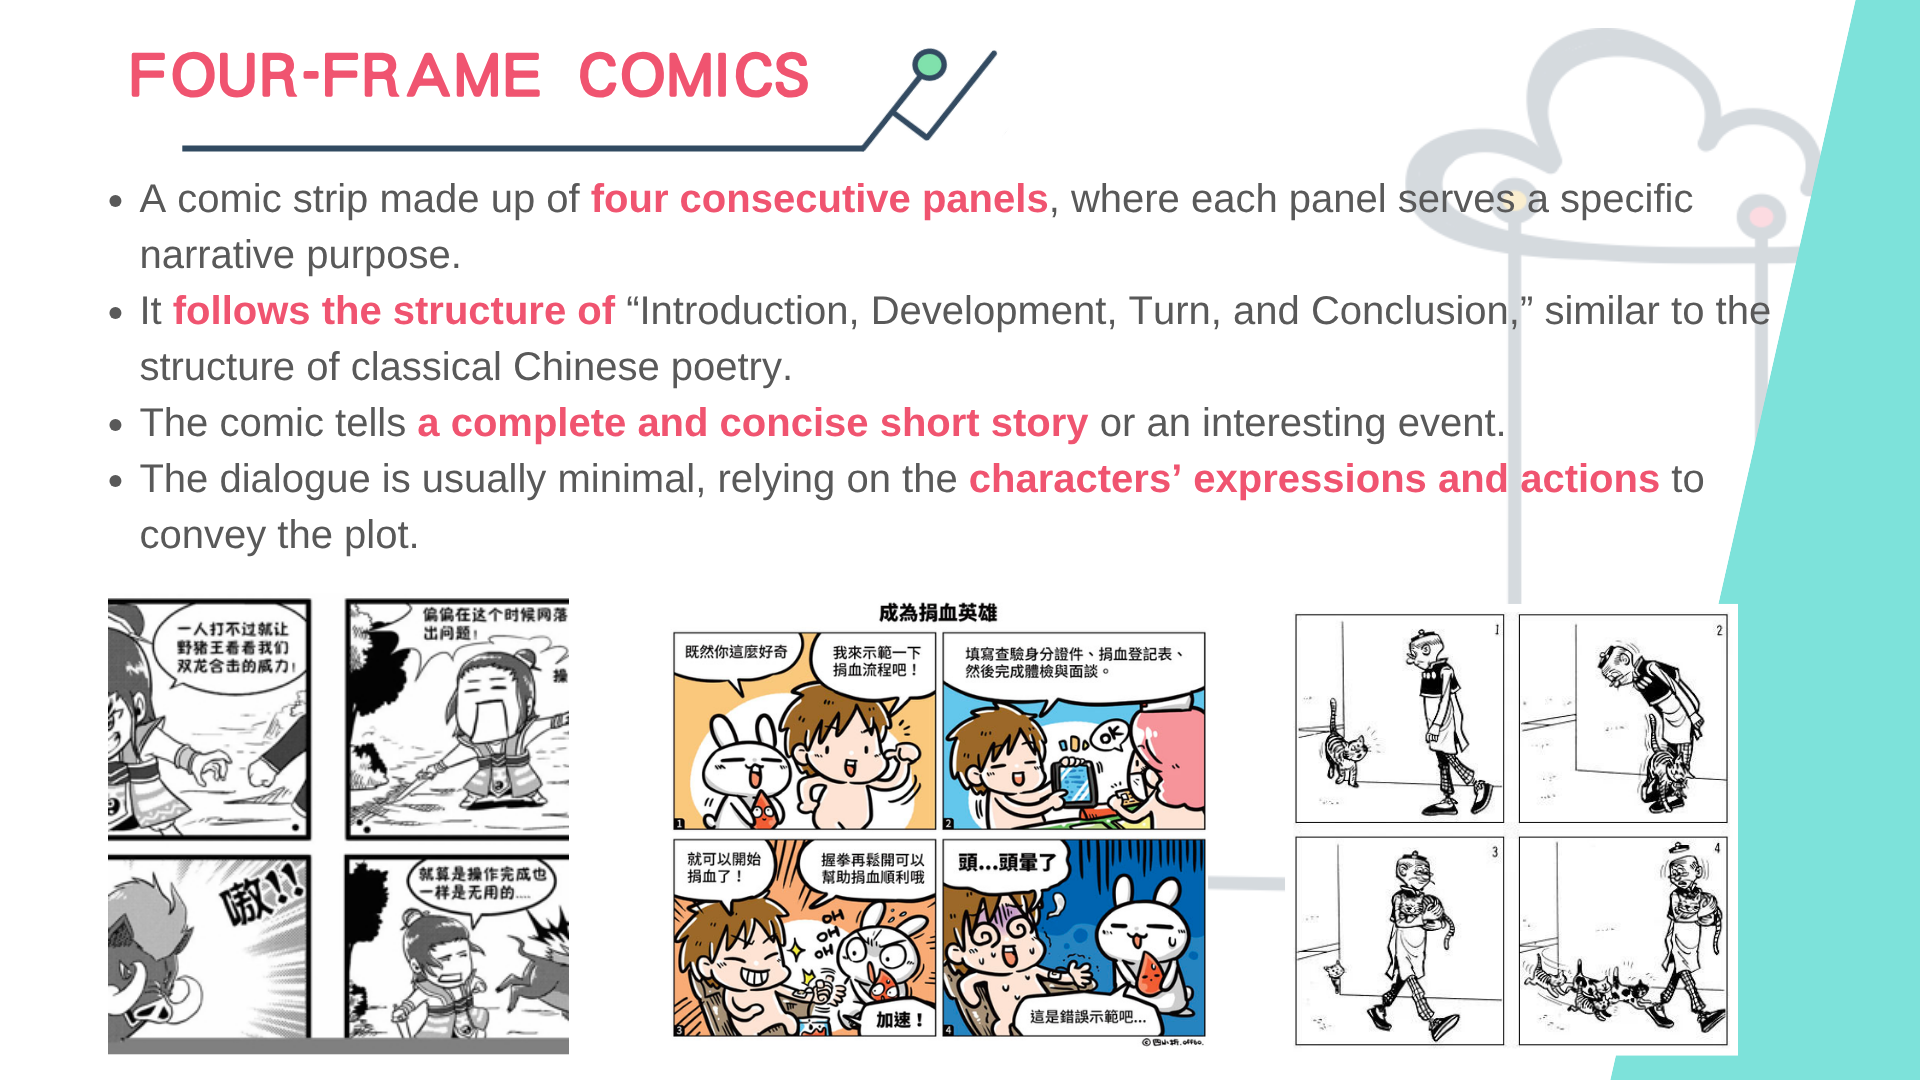 FOUR-FRAME COMICS
• A comic strip made up of four consecutive panels, where each panel serves a specific
narrative purpose.
• It follows the structure of “Introduction, Development, Turn, and Conclusion,” similar to the
structure of classical Chinese poetry.
• The comic tells a complete and concise short story or an interesting event.
• The dialogue is usually minimal, relying on the characters’ expressions and actions to
convey the plot.
一人打不过就让
野猪王看看我们
双龙合击的威力！
偏偏在这个时候网络
出问题！
操
嗷!!
就算是操作完成也
一样是无用的....
成為捐血英雄
既然你這麼好奇
我來示範一下
捐血流程吧！
1
填寫查驗身分證件、捐血登記表、
然後完成體檢與面談。
OK
2
就可以開始
捐血了！
握拳再鬆開可以
幫助捐血順利哦
OH
OH
OH
加速！
3
頭...頭暈了
這是錯誤示範吧...
4
1
2
3
4